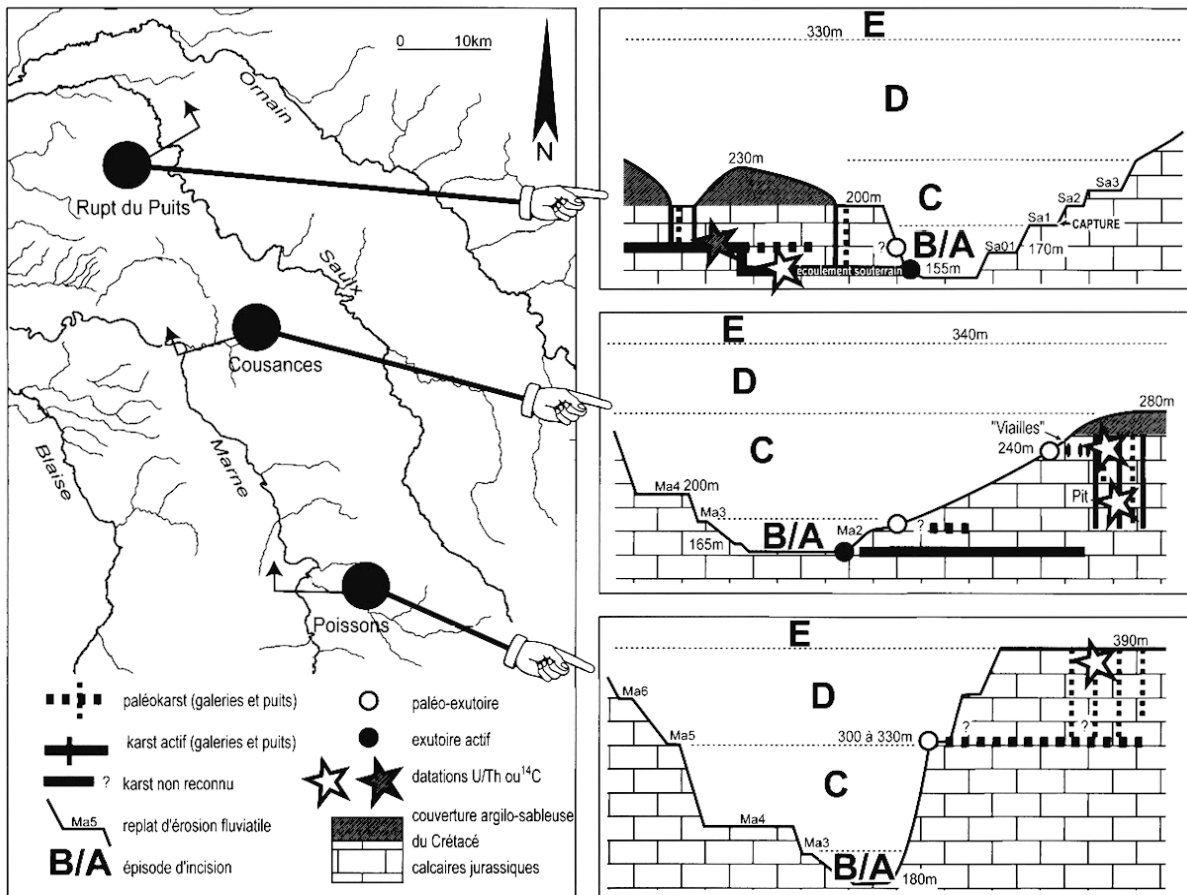 0 10km
Ornain
N
Rupt du Puits
Saulx
Cousances
Blaise
Marne
Poissons
paléokarst (galeries et puits)
karst actif (galeries et puits)
? karst non reconnu
Ma5 replat d'érosion fluviatile
B/A épisode d'incision
paléo-exutoire
exutoire actif
datations U/Th ou 14C
couverture argilo-sableuse
du Crétacé
calcaires jurassiques
E
330m
D
230m
200m
C
Sa3
Sa2
Sa1
CAPTURE
?
B/A
Sa01
170m
écoulement souterrain
155m
E
340m
D
280m
"Viailles"
240m
C
Ma4 200m
Pit
Ma3
?
B/A
Ma2
165m
E
390m
D
Ma6
Ma5
300 à 330m
?
?
C
Ma4
Ma3
B/A
180m